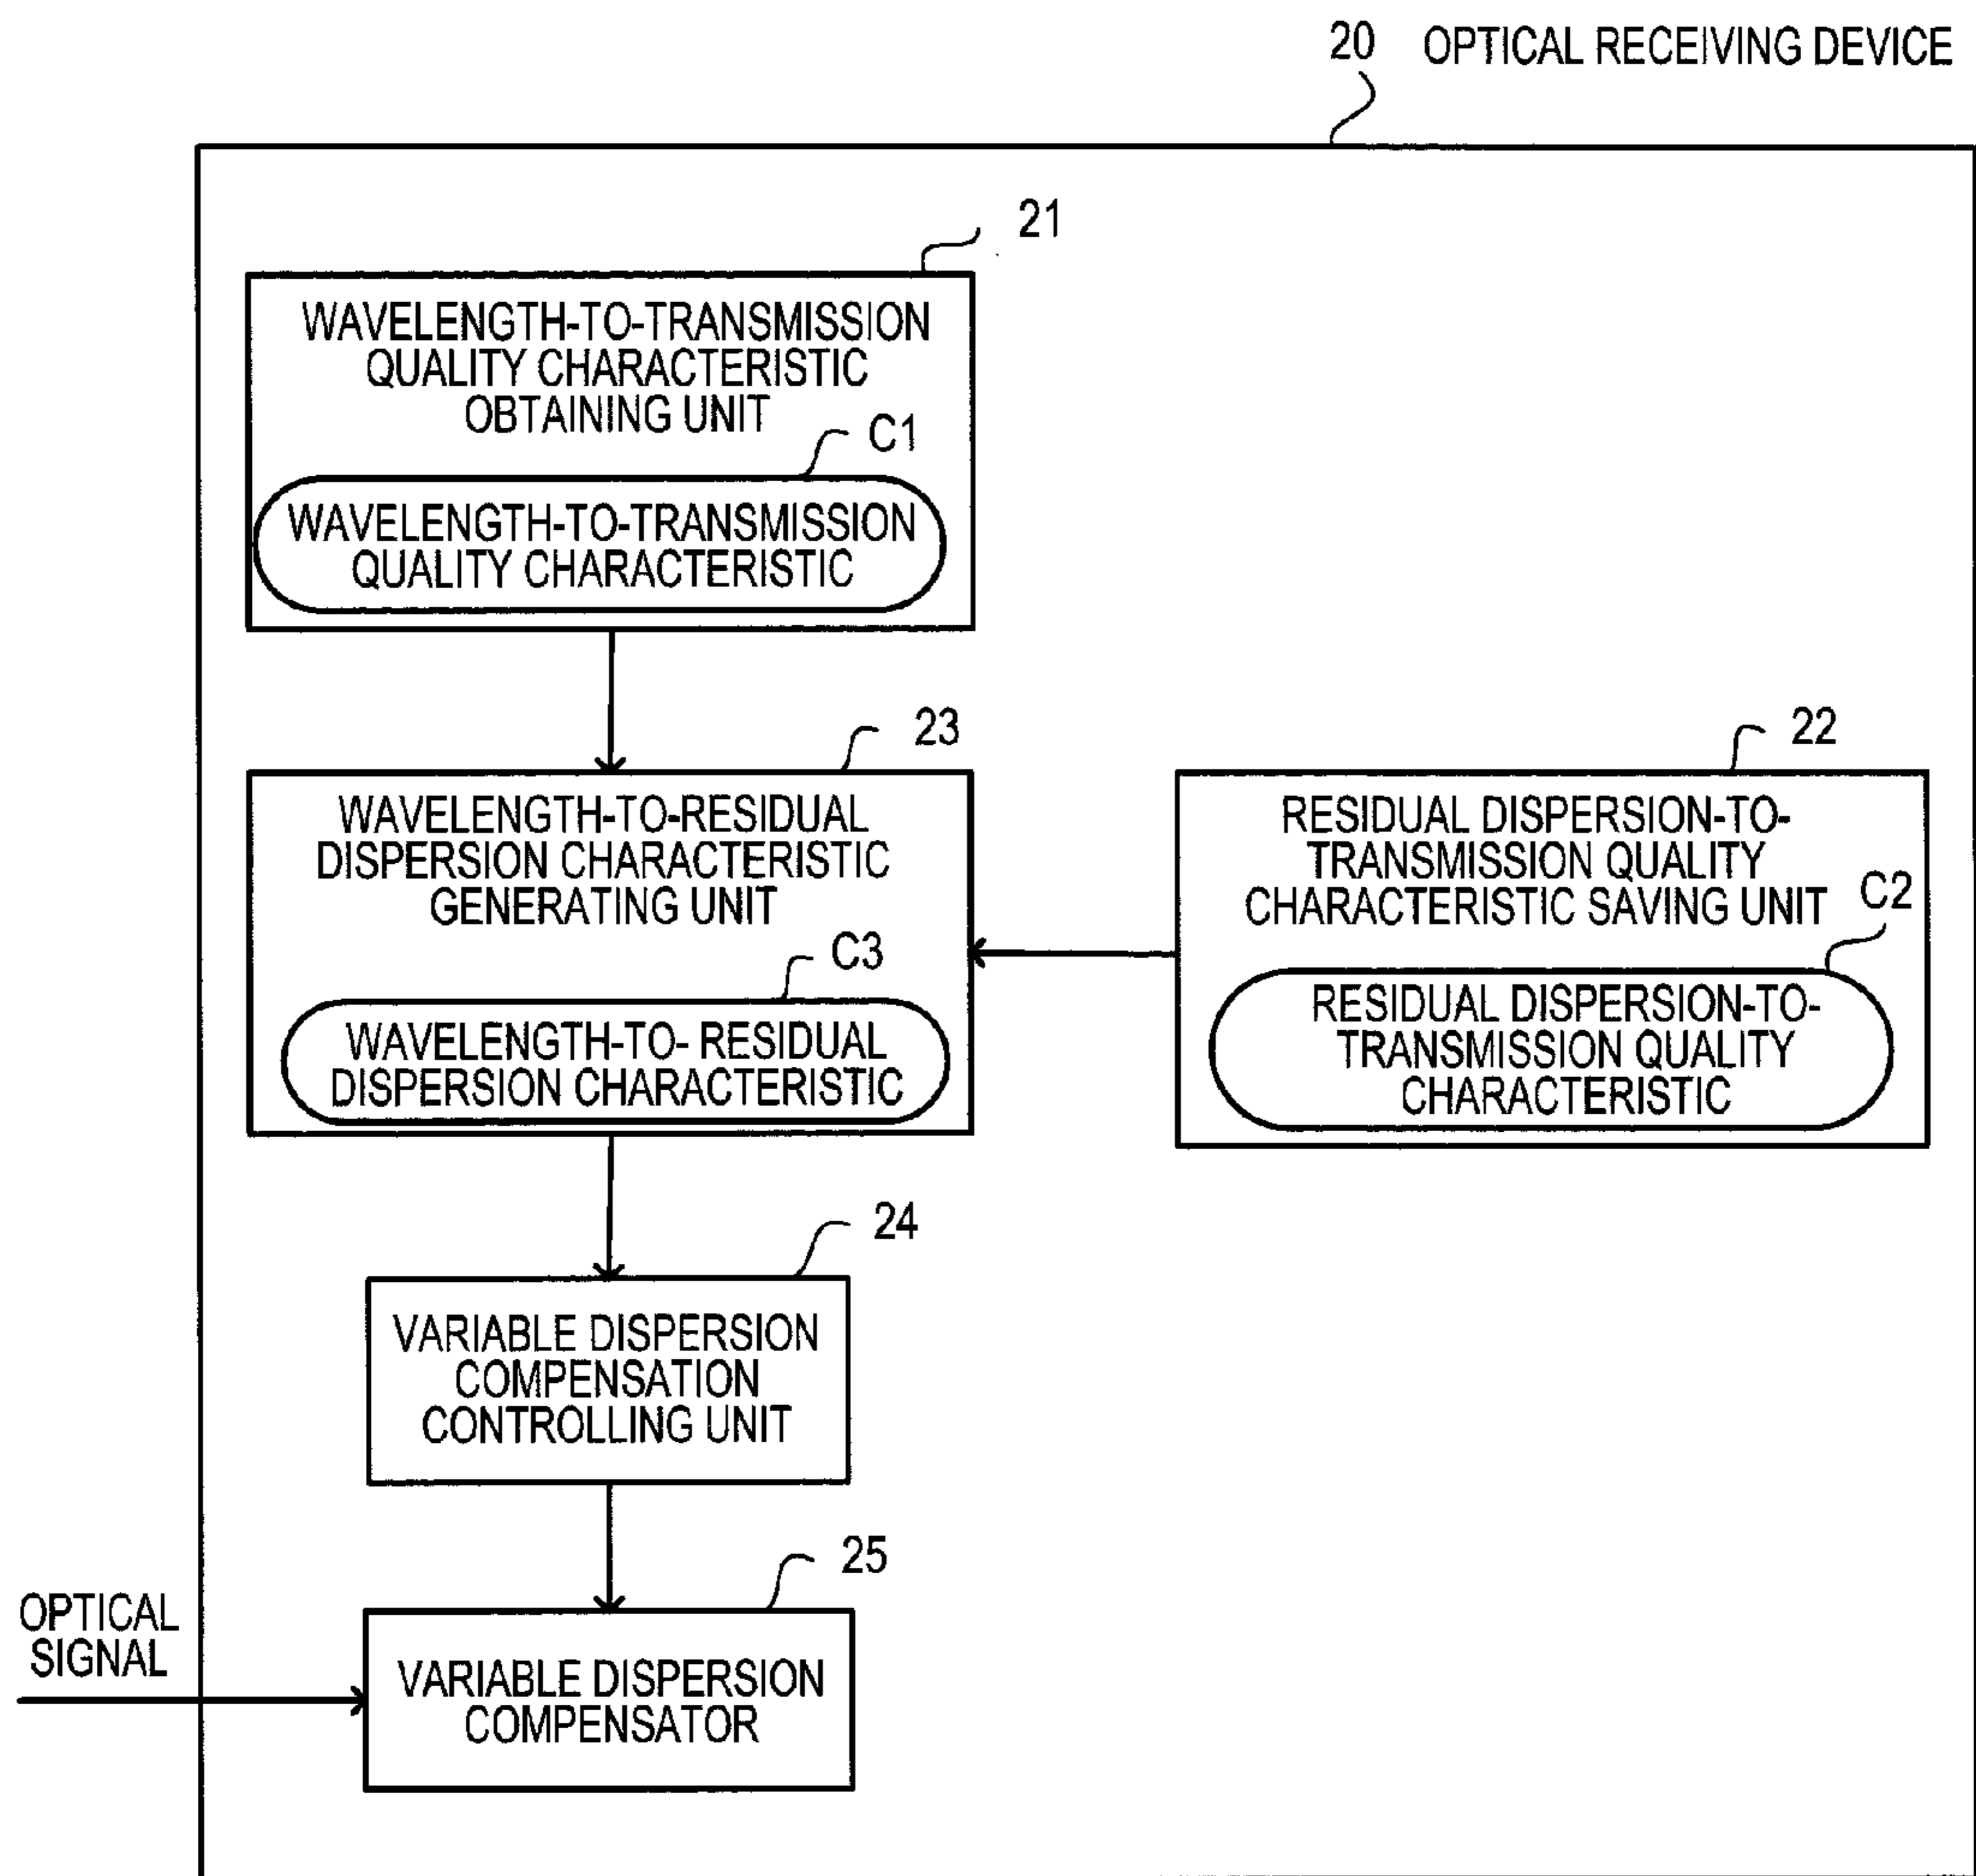 20 OPTICAL RECEIVING DEVICE
21
WAVELENGTH-TO-TRANSMISSION
QUALITY CHARACTERISTIC
OBTAINING UNIT
C1
WAVELENGTH-TO-TRANSMISSION
QUALITY CHARACTERISTIC
23
WAVELENGTH-TO-RESIDUAL
DISPERSION CHARACTERISTIC
GENERATING UNIT
C3
WAVELENGTH-TO- RESIDUAL
DISPERSION CHARACTERISTIC
22
RESIDUAL DISPERSION-TO-
TRANSMISSION QUALITY
CHARACTERISTIC SAVING UNIT
C2
RESIDUAL DISPERSION-TO-
TRANSMISSION QUALITY
CHARACTERISTIC
24
VARIABLE DISPERSION
COMPENSATION
CONTROLLING UNIT
25
VARIABLE DISPERSION
COMPENSATOR
OPTICAL
SIGNAL